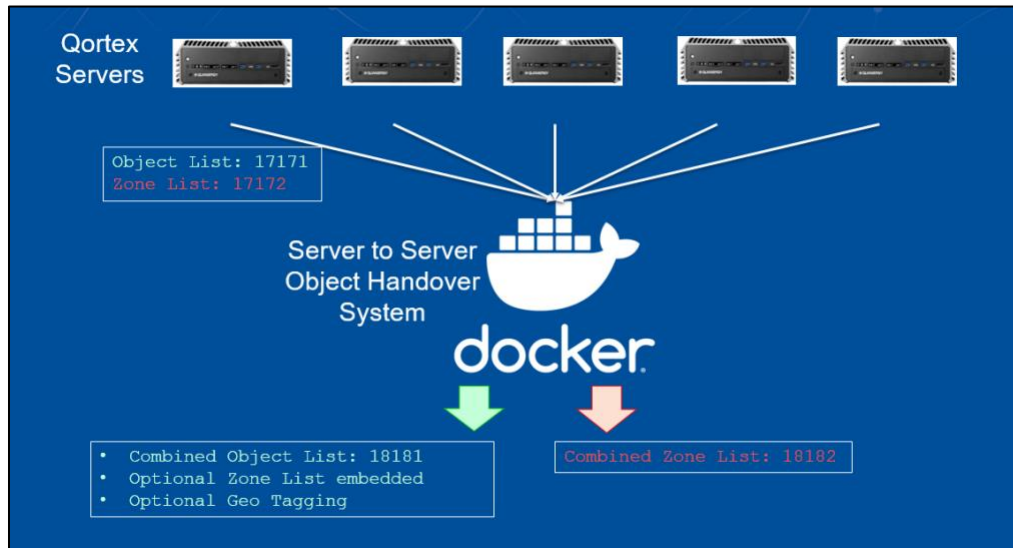 Qortex
Servers
Object List: 17171
Zone List: 17172
Server to Server
Object Handover
System
docker
• Combined Object List: 18181
• Optional Zone List embedded
• Optional Geo Tagging
Combined Zone List: 18182